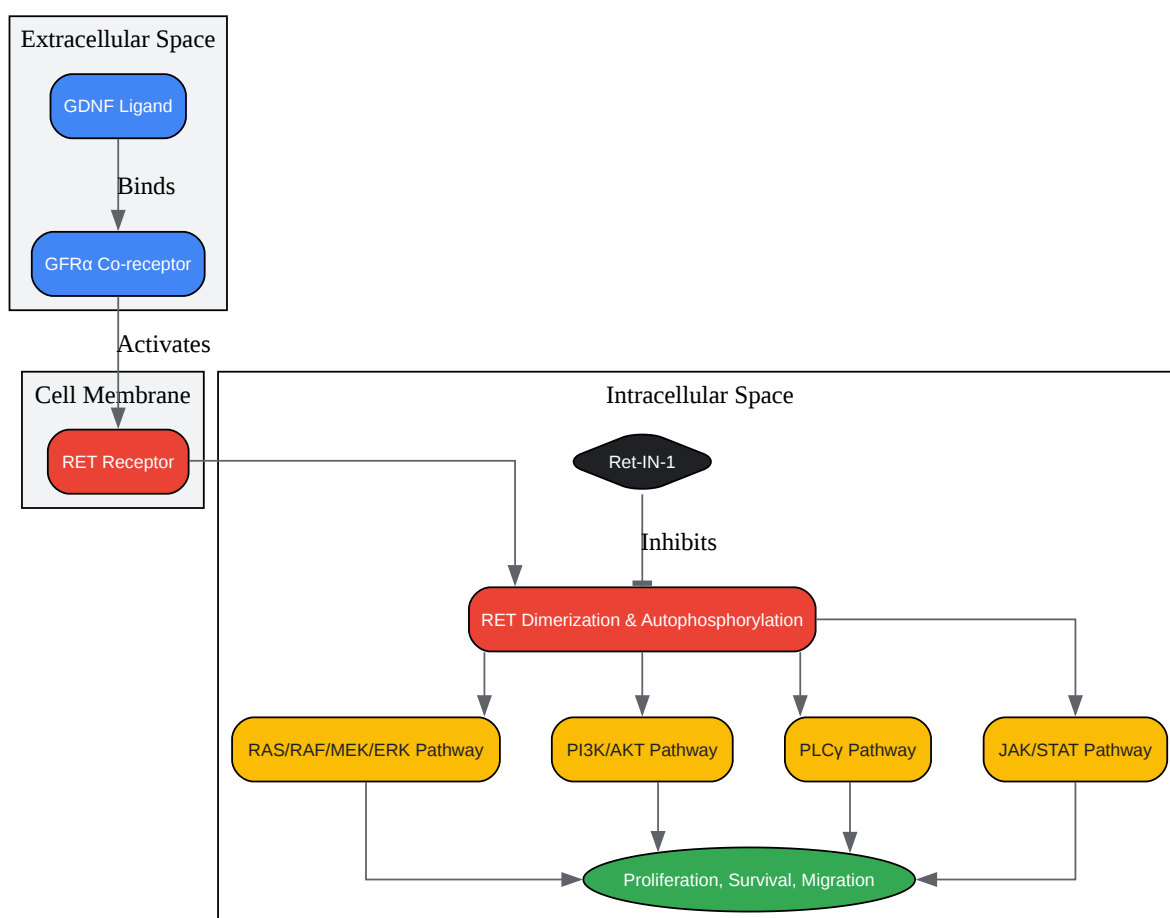 Extracellular Space
GDNF Ligand
Binds
GFRα Co-receptor
Activates
Cell Membrane
RET Receptor
Intracellular Space
Ret-IN-1
Inhibits
RET Dimerization & Autophosphorylation
RAS/RAF/MEK/ERK Pathway
PI3K/AKT Pathway
PLCγ Pathway
JAK/STAT Pathway
Proliferation, Survival, Migration